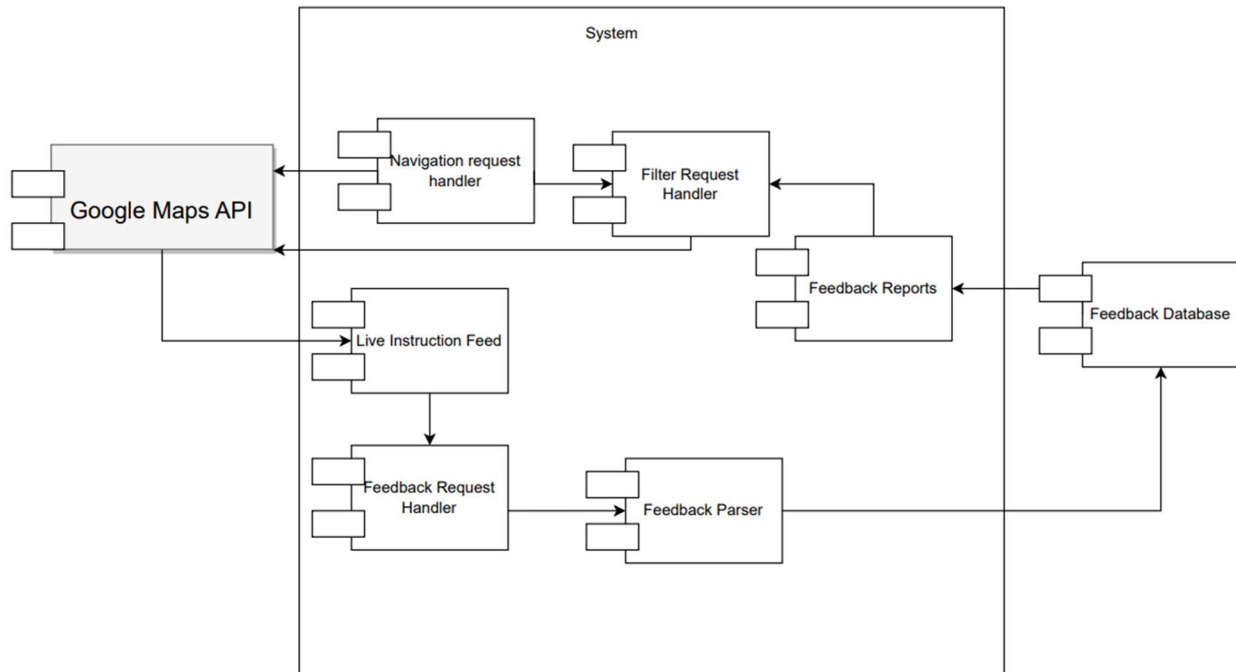 System
Navigation request
handler
Filter Request
Handler
Google Maps API
Feedback Reports
Feedback Database
Live Instruction Feed
Feedback Request
Handler
Feedback Parser